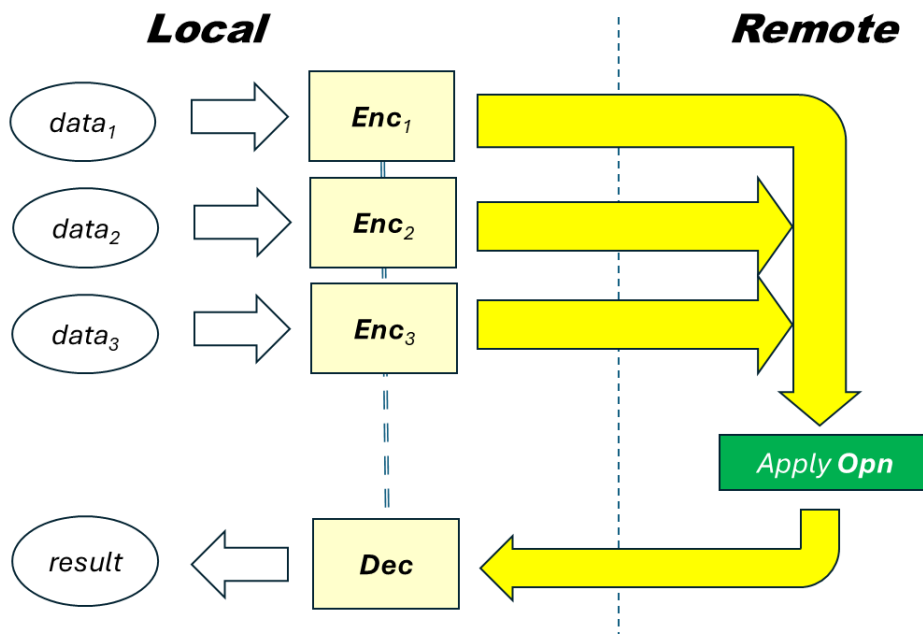 Local
Remote
data₁
Enc₁
data₂
Enc₂
data₃
Enc₃
Apply Opn
result
Dec